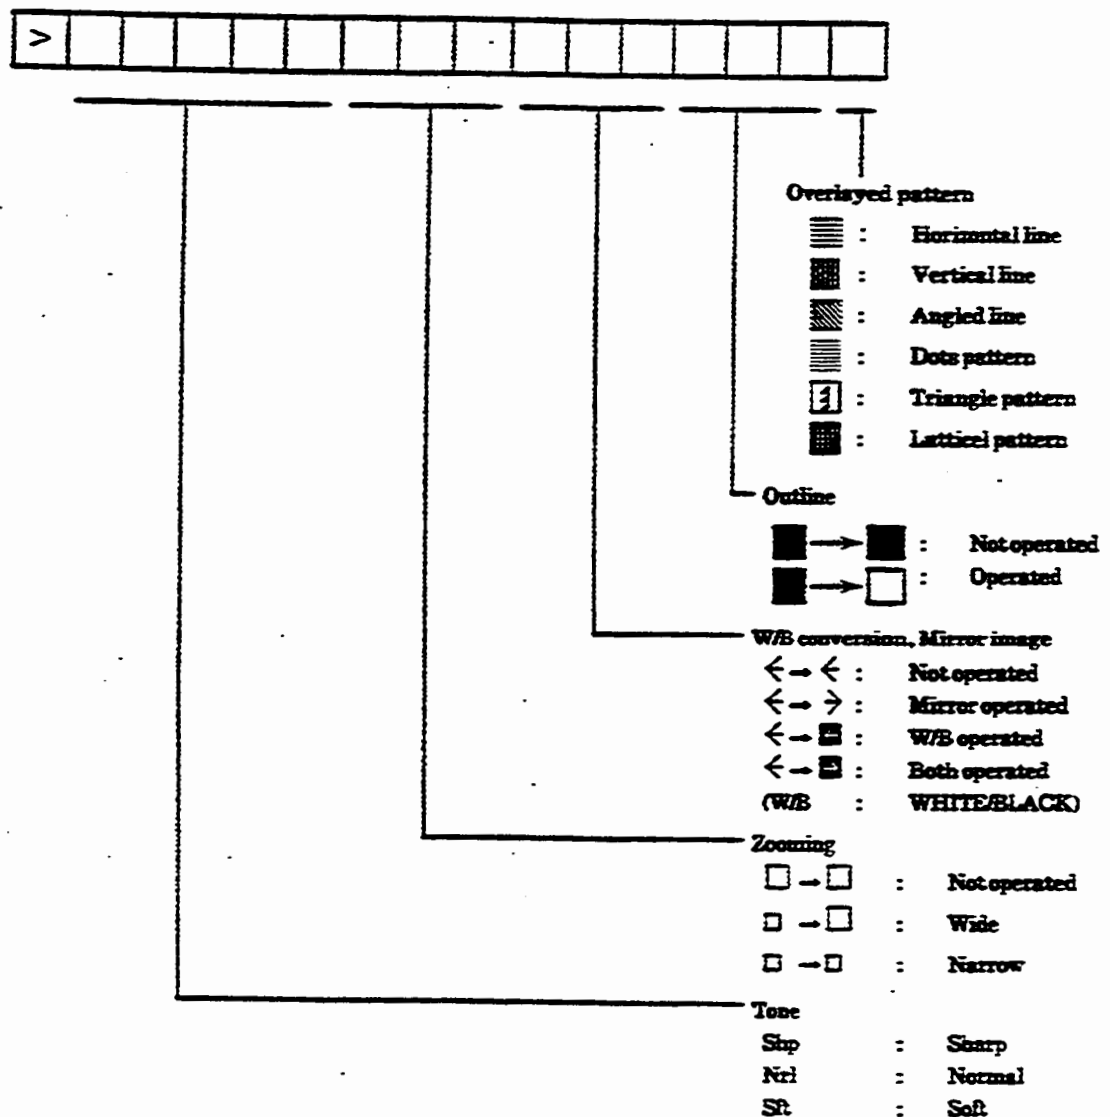 >
Overlayed pattern
: Horizontal line
: Vertical line
: Angled line
: Dots pattern
: Triangle pattern
: Latticel pattern
Outline
: Not operated
: Operated
W/B conversion, Mirror image
: Not operated
: Mirror operated
: W/B operated
: Both operated
(W/B : WHITE/BLACK)
Zooming
: Not operated
: Wide
: Narrow
Tone
Shp : Sharp
Nrl : Normal
Sft : Soft